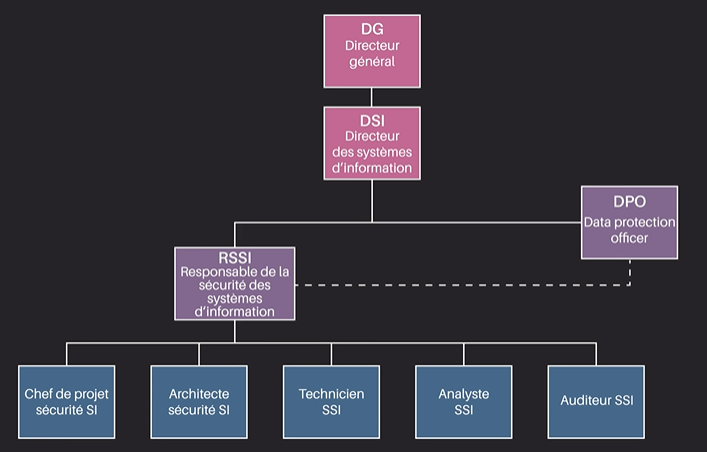 DG
Directeur
général
DSI
Directeur
des systèmes
d’information
DPO
Data protection
officer
RSSI
Responsable de la
sécurité des
systèmes
d’information
Chef de projet
sécurité SI
Architecte
sécurité SI
Technicien
SSI
Analyste
SSI
Auditeur SSI